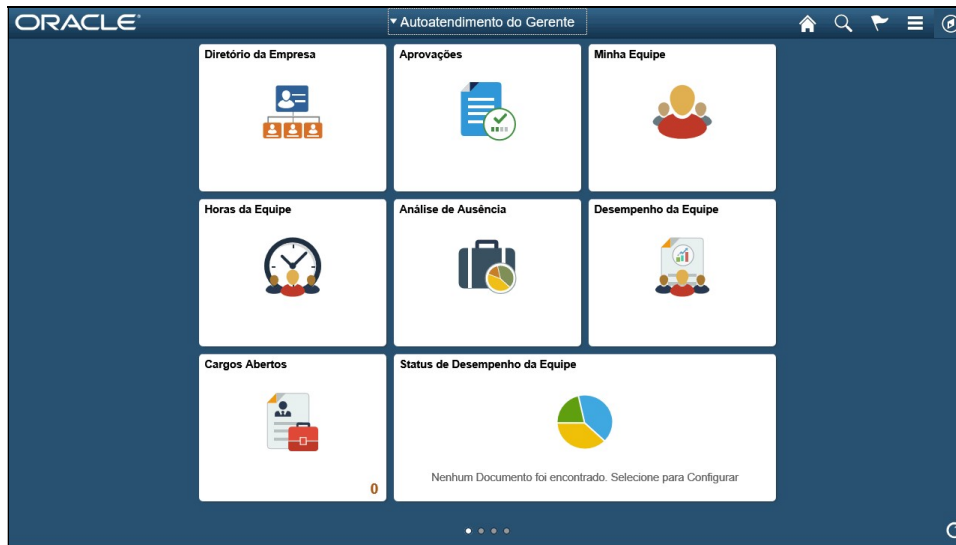 ORACLE
Autoatendimento do Gerente
Diretório da Empresa
Aprovações
Minha Equipe
Horas da Equipe
Análise de Ausência
Desempenho da Equipe
Cargos Abertos
0
Status de Desempenho da Equipe
Nenhum Documento foi encontrado. Selecione para Configurar